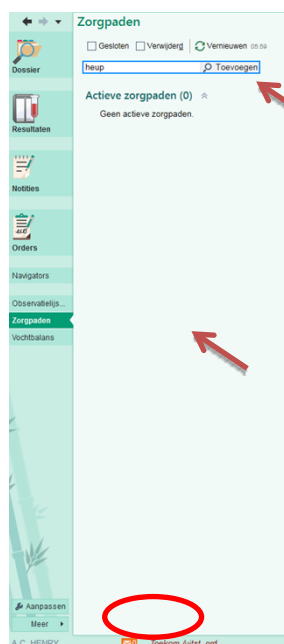 Zorgpaden
Gesloten Verwijderd Vernieuwen 05:59
heup Toevoegen
Actieve zorgpaden (0)
Geen actieve zorgpaden.
Dossier
Resultaten
Notities
Orders
Navigators
Observatielijs...
Zorgpaden
Vochtbalans
Aanpassen
Meer
A.C. HENRY